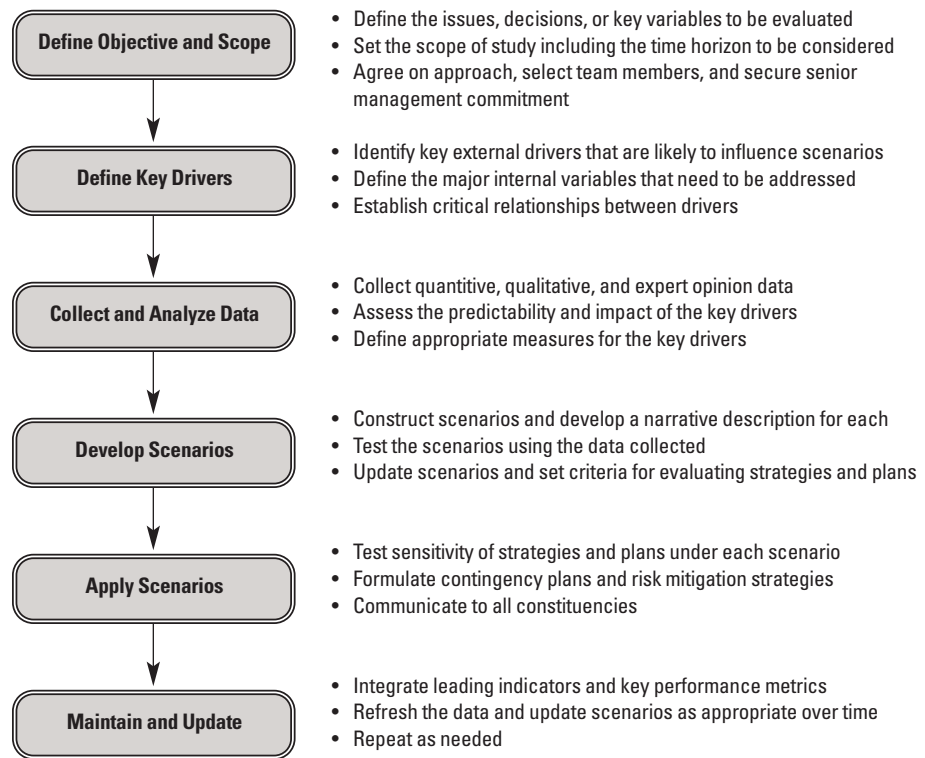 Define Objective and Scope
• Define the issues, decisions, or key variables to be evaluated
• Set the scope of study including the time horizon to be considered
• Agree on approach, select team members, and secure senior
management commitment
Define Key Drivers
• Identify key external drivers that are likely to influence scenarios
• Define the major internal variables that need to be addressed
• Establish critical relationships between drivers
Collect and Analyze Data
• Collect quantitive, qualitative, and expert opinion data
• Assess the predictability and impact of the key drivers
• Define appropriate measures for the key drivers
Develop Scenarios
• Construct scenarios and develop a narrative description for each
• Test the scenarios using the data collected
• Update scenarios and set criteria for evaluating strategies and plans
Apply Scenarios
• Test sensitivity of strategies and plans under each scenario
• Formulate contingency plans and risk mitigation strategies
• Communicate to all constituencies
Maintain and Update
• Integrate leading indicators and key performance metrics
• Refresh the data and update scenarios as appropriate over time
• Repeat as needed